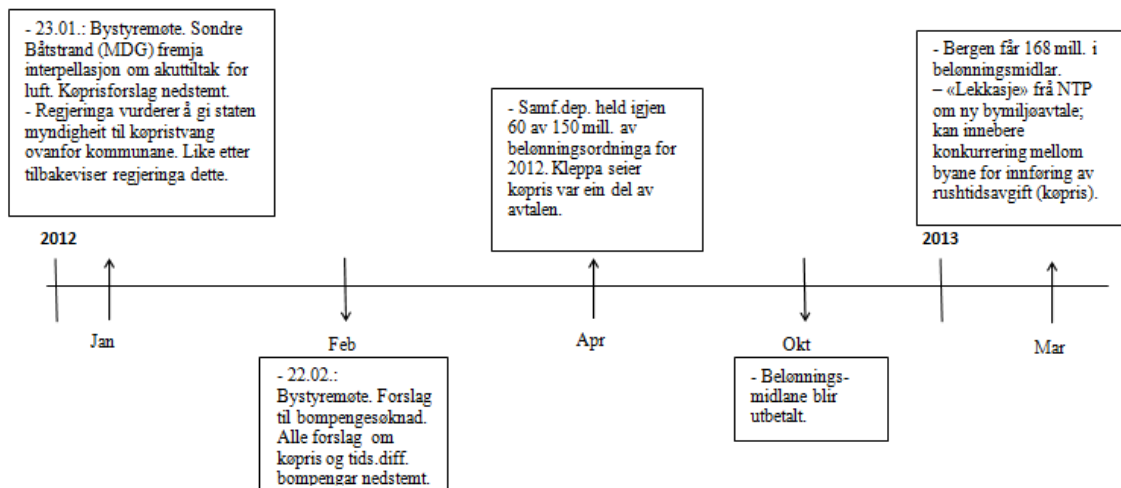 - 23.01.: Bystyremøte. Sondre
Båtstrand (MDG) fremja
interpellasjon om akuttiltak for
luft. Køprisforslag nedstemt.
- Regjeringa vurderer å gi staten
myndigheit til køpristvang
ovanfor kommunane. Like etter
tilbakeviser regjeringa dette.
- Samf.dep. held igjen
60 av 150 mill. av
belønningsordninga for
2012. Kleppa seier
køpris var ein del av
avtalen.
- Bergen får 168 mill. i
belønningsmidlar.
– «Lekkasje» frå NTP
om ny bymiljøavtale;
kan innebere
konkurrering mellom
byane for innføring av
rushtidsavgift (køpris).
2012
2013
Jan
Feb
Apr
Okt
Mar
- 22.02.:
Bystyremøte. Forslag
til bompengesøknad.
Alle forslag om
køpris og tids.diff.
bompengar nedstemt.
- Belønnings-
midlane blir
utbetalt.